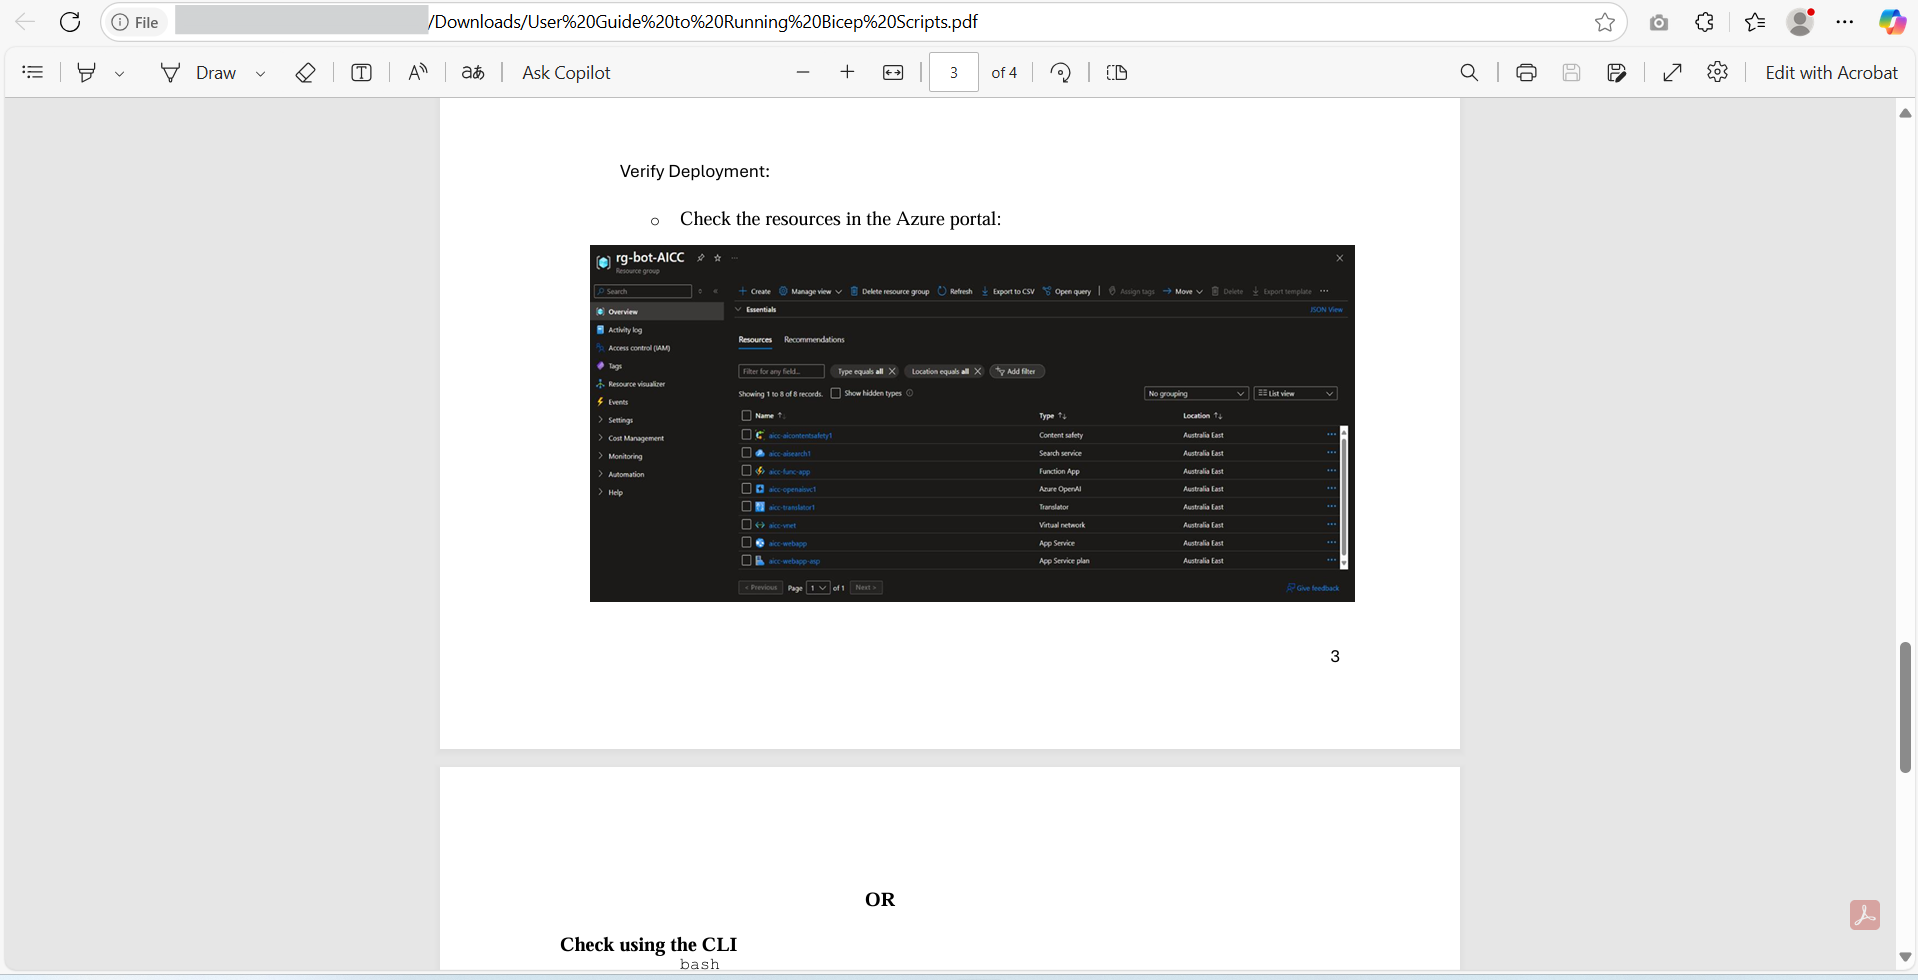 File
/Downloads/User%20Guide%20to%20Running%20Bicep%20Scripts.pdf
Draw
aあ
Ask Copilot
3 of 4
Edit with Acrobat
Verify Deployment:
o Check the resources in the Azure portal:
rg-bot-AICC
Resource group
Search
Create Manage view Delete resource group Refresh Export to CSV Open query Assign tags Move Delete Export template
Overview
Essentials
JSON View
Activity log
Access control (IAM)
Resources Recommendations
Tags
Filter for any field...
Type equals all
Location equals all
Add filter
Resource visualizer
Showing 1 to 8 of 8 records.
Show hidden types
No grouping
List view
Events
Settings
Cost Management
Monitoring
Automation
Help
Name Type Location
aicc-aicontentsafety1 Content safety Australia East
aicc-aisearch1 Search service Australia East
aicc-func-app Function App Australia East
aicc-openaisvc1 Azure OpenAI Australia East
aicc-translator1 Translator Australia East
aicc-vnet Virtual network Australia East
aicc-webapp App Service Australia East
aicc-webapp-asp App Service plan Australia East
< Previous Page 1 of 1 Next >
Give feedback
3
OR
Check using the CLI
bash